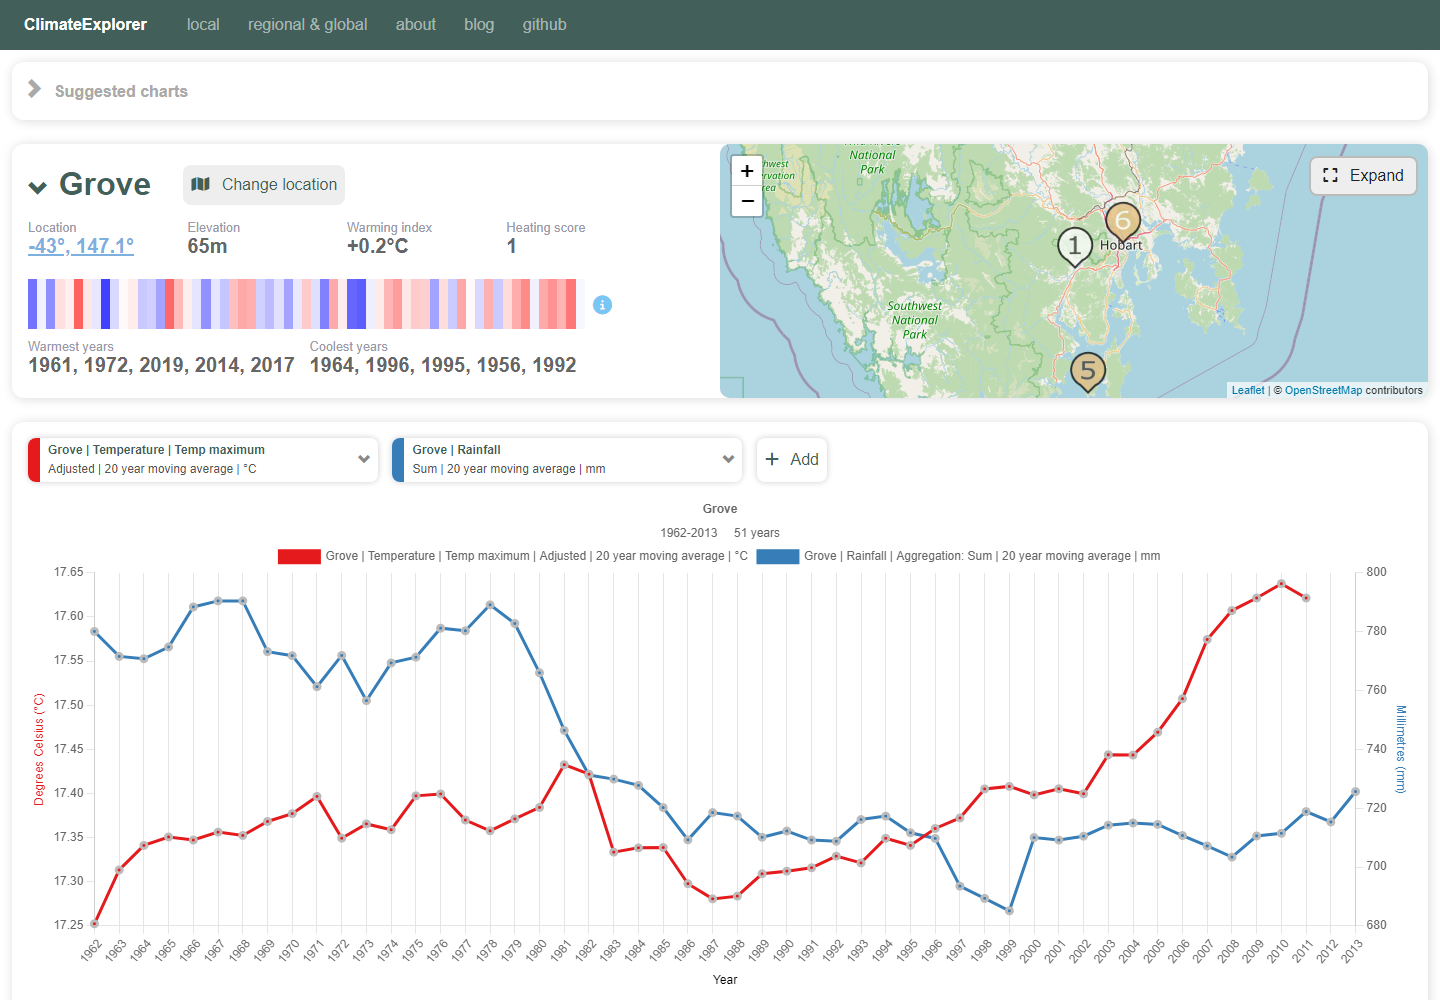 ClimateExplorer local regional & global about blog github
Suggested charts
Grove Change location
Location Elevation Warming index Heating score
-43°, 147.1° 65m +0.2°C 1
Warmest years Coolest years
1961, 1972, 2019, 2014, 2017 1964, 1996, 1995, 1956, 1992
+
−
National
Park
Expand
6
1
Hobart
Southwest
National
Park
5
Leaflet | © OpenStreetMap contributors
Grove | Temperature | Temp maximum
Adjusted | 20 year moving average | °C
Grove | Rainfall
Sum | 20 year moving average | mm
+ Add
Grove
1962-2013 51 years
Grove | Temperature | Temp maximum | Adjusted | 20 year moving average | °C Grove | Rainfall | Aggregation: Sum | 20 year moving average | mm
17.65
17.60
17.55
17.50
17.45
17.40
17.35
17.30
17.25
Degrees Celsius (°C)
800
780
760
740
720
700
680
Millimetres (mm)
1962 1963 1964 1965 1966 1967 1968 1969 1970 1971 1972 1973 1974 1975 1976 1977 1978 1979 1980 1981 1982 1983 1984 1985 1986 1987 1988 1989 1990 1991 1992 1993 1994 1995 1996 1997 1998 1999 2000 2001 2002 2003 2004 2005 2006 2007 2008 2009 2010 2011 2012 2013
Year